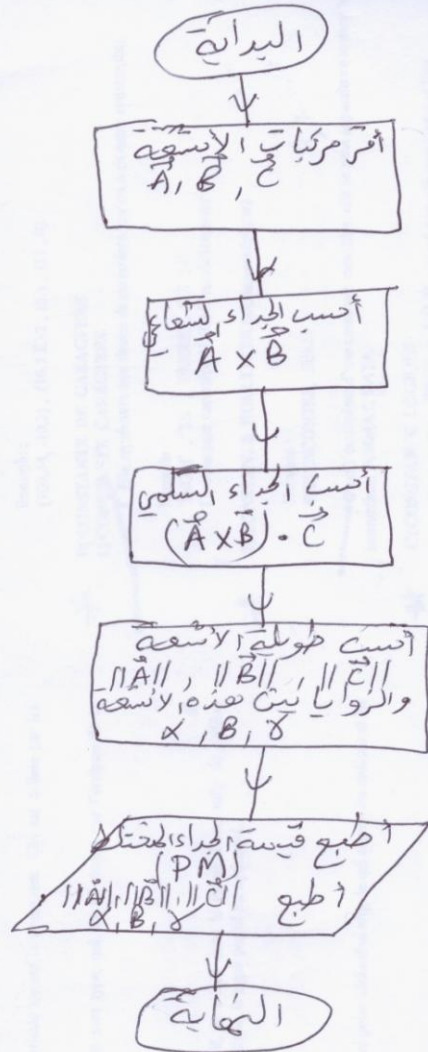 البداية
أقرأ مركبات الأشعة
A⃗, B⃗, C⃗
أحسب الجداء الشعاعي
A⃗ × B⃗
أحسب الجداء السلمي
(A⃗ × B⃗) · C⃗
أحسب طويلة الأشعة
||A⃗||, ||B⃗||, ||C⃗||
والزوايا بين هذه الأشعة
α, β, γ
أطبع قيمة الجداء المختلط
(PM)
أطبع ||A⃗||, ||B⃗||, ||C⃗||
α, β, γ
النهاية